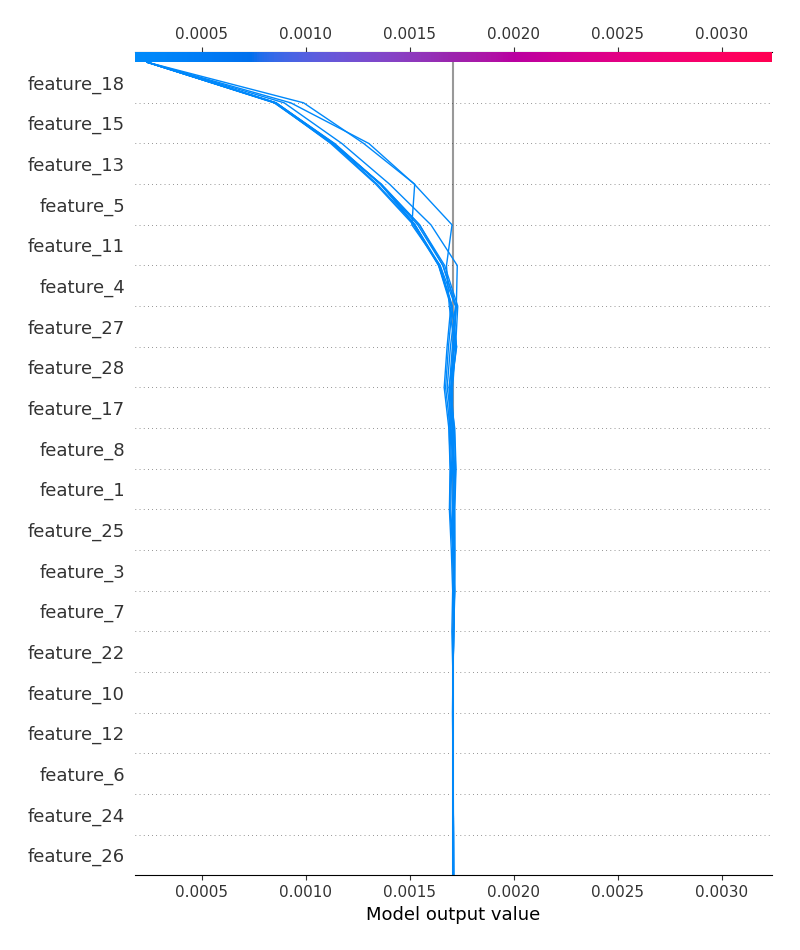 0.0005 0.0010 0.0015 0.0020 0.0025 0.0030
feature_18
feature_15
feature_13
feature_5
feature_11
feature_4
feature_27
feature_28
feature_17
feature_8
feature_1
feature_25
feature_3
feature_7
feature_22
feature_10
feature_12
feature_6
feature_24
feature_26
0.0005 0.0010 0.0015 0.0020 0.0025 0.0030
Model output value